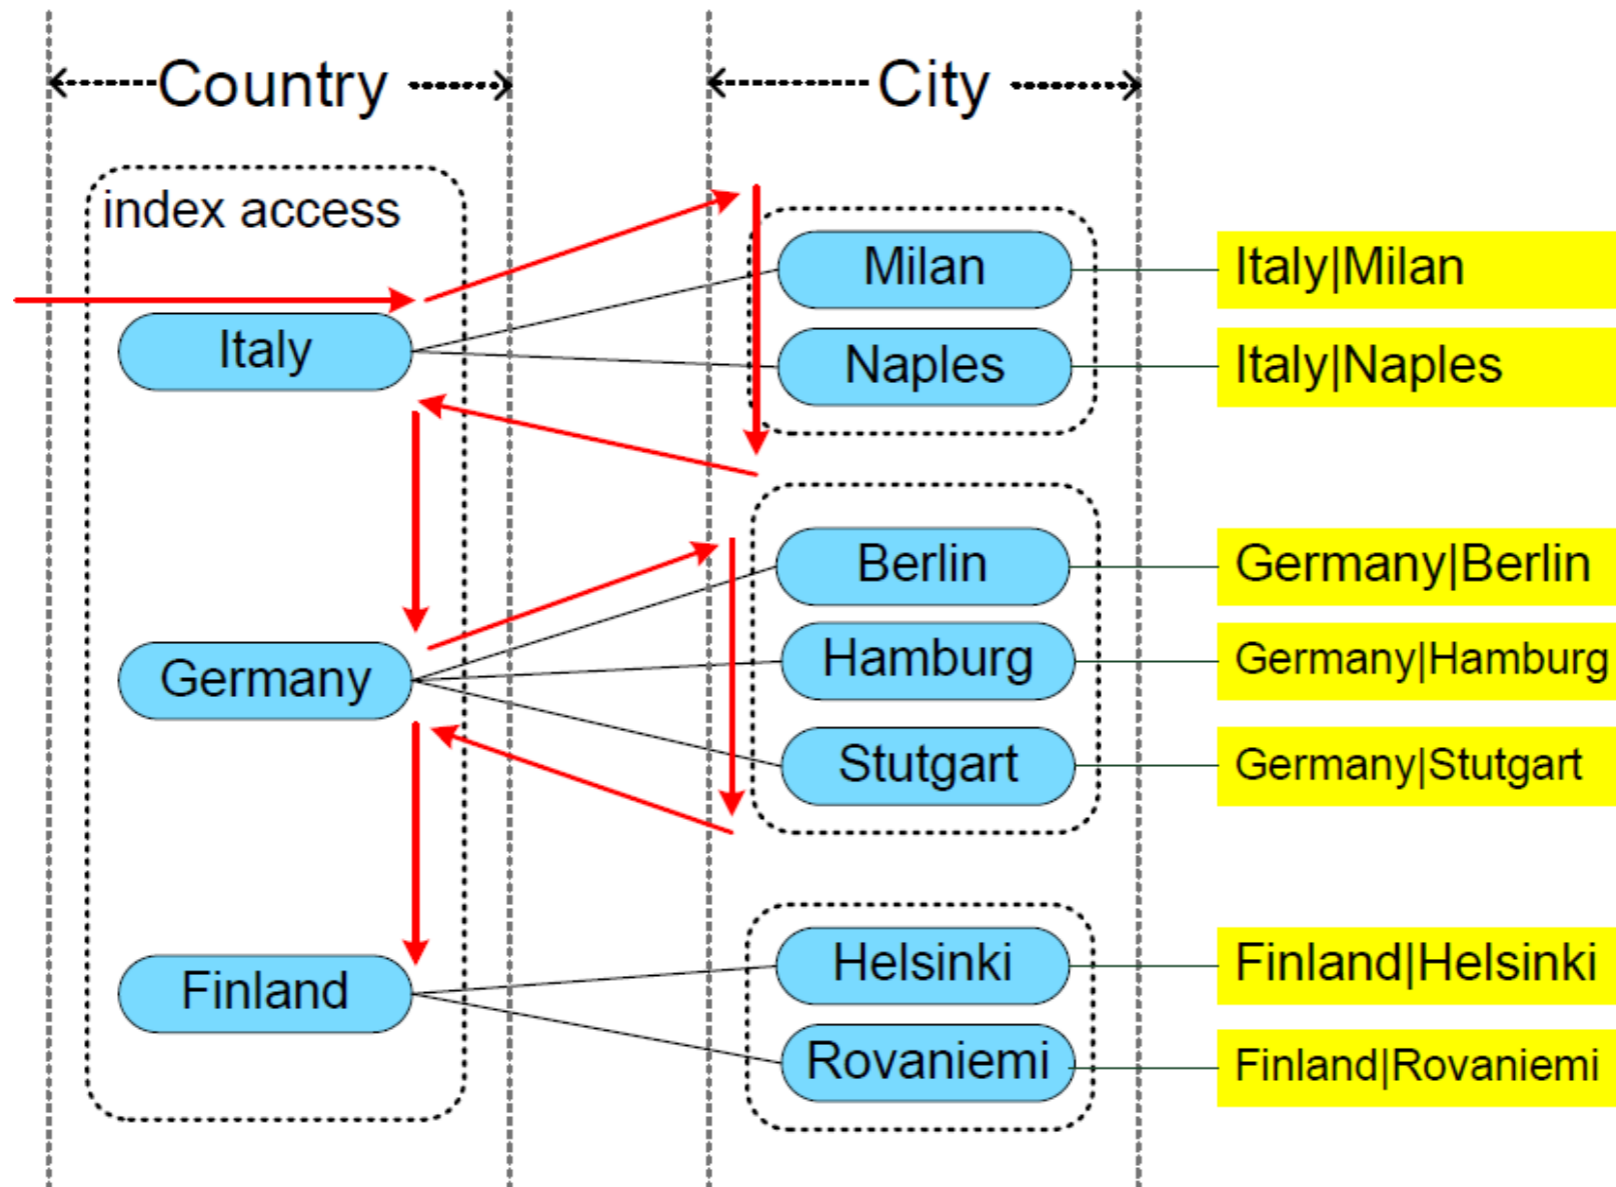 Country
City
index access
Milan
Italy|Milan
Italy
Naples
Italy|Naples
Berlin
Germany|Berlin
Germany
Hamburg
Germany|Hamburg
Stutgart
Germany|Stutgart
Finland
Helsinki
Finland|Helsinki
Rovaniemi
Finland|Rovaniemi